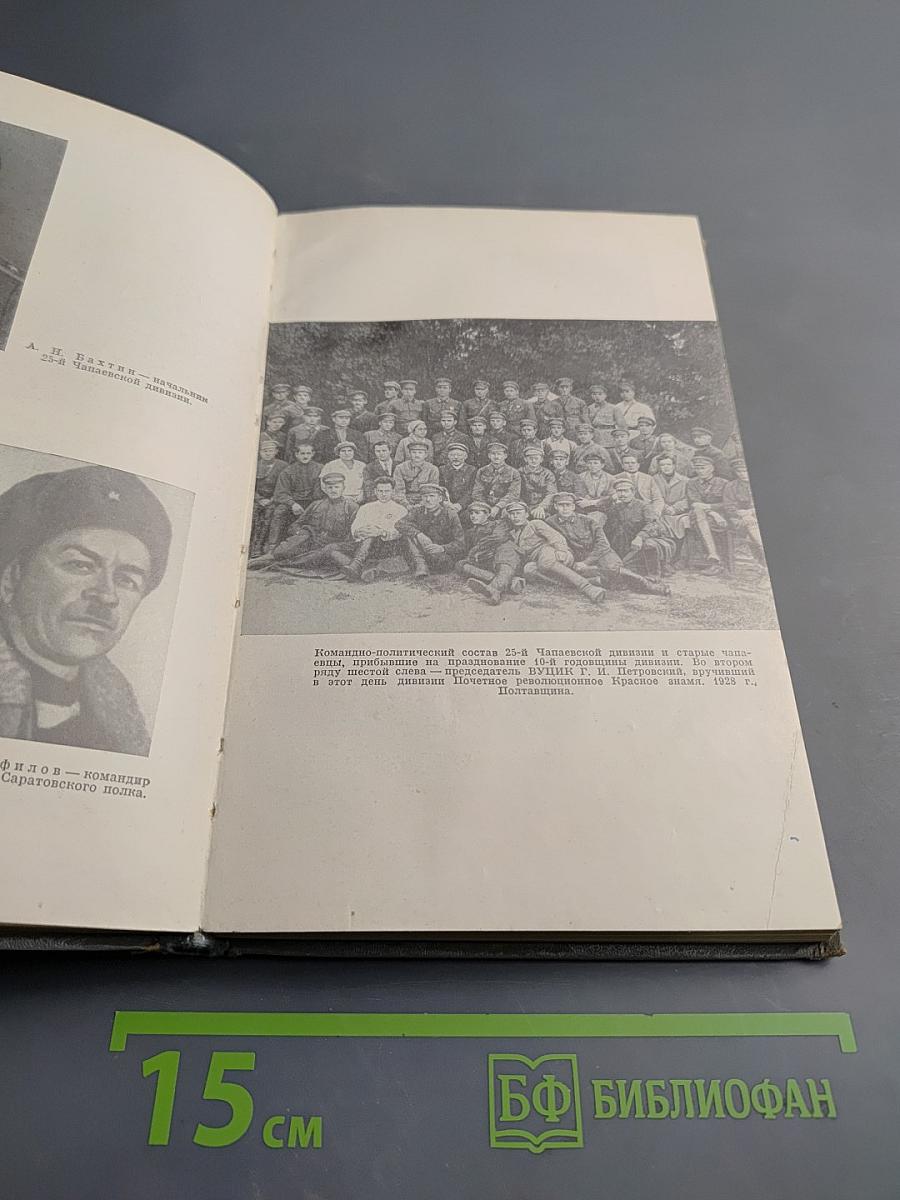 А. Н. Бахтин — начальник
25-й Чапаевской дивизии.
филов — командир
Саратовского полка.
Командно-политический состав 25-й Чапаевской дивизии и старые чапа-
евцы, прибывшие на празднование 10-й годовщины дивизии. Во втором
ряду шестой слева — председатель ВУЦИК Г. И. Петровский, вручивший
в этот день дивизии Почетное революционное Красное знамя. 1928 г.,
Полтавщина.
15 см
БФ БИБЛИОФАН